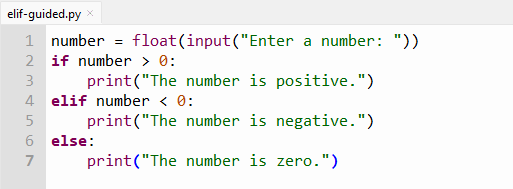 elif-guided.py ×
1 number = float(input("Enter a number: "))
2 if number > 0:
3     print("The number is positive.")
4 elif number < 0:
5     print("The number is negative.")
6 else:
7     print("The number is zero.")